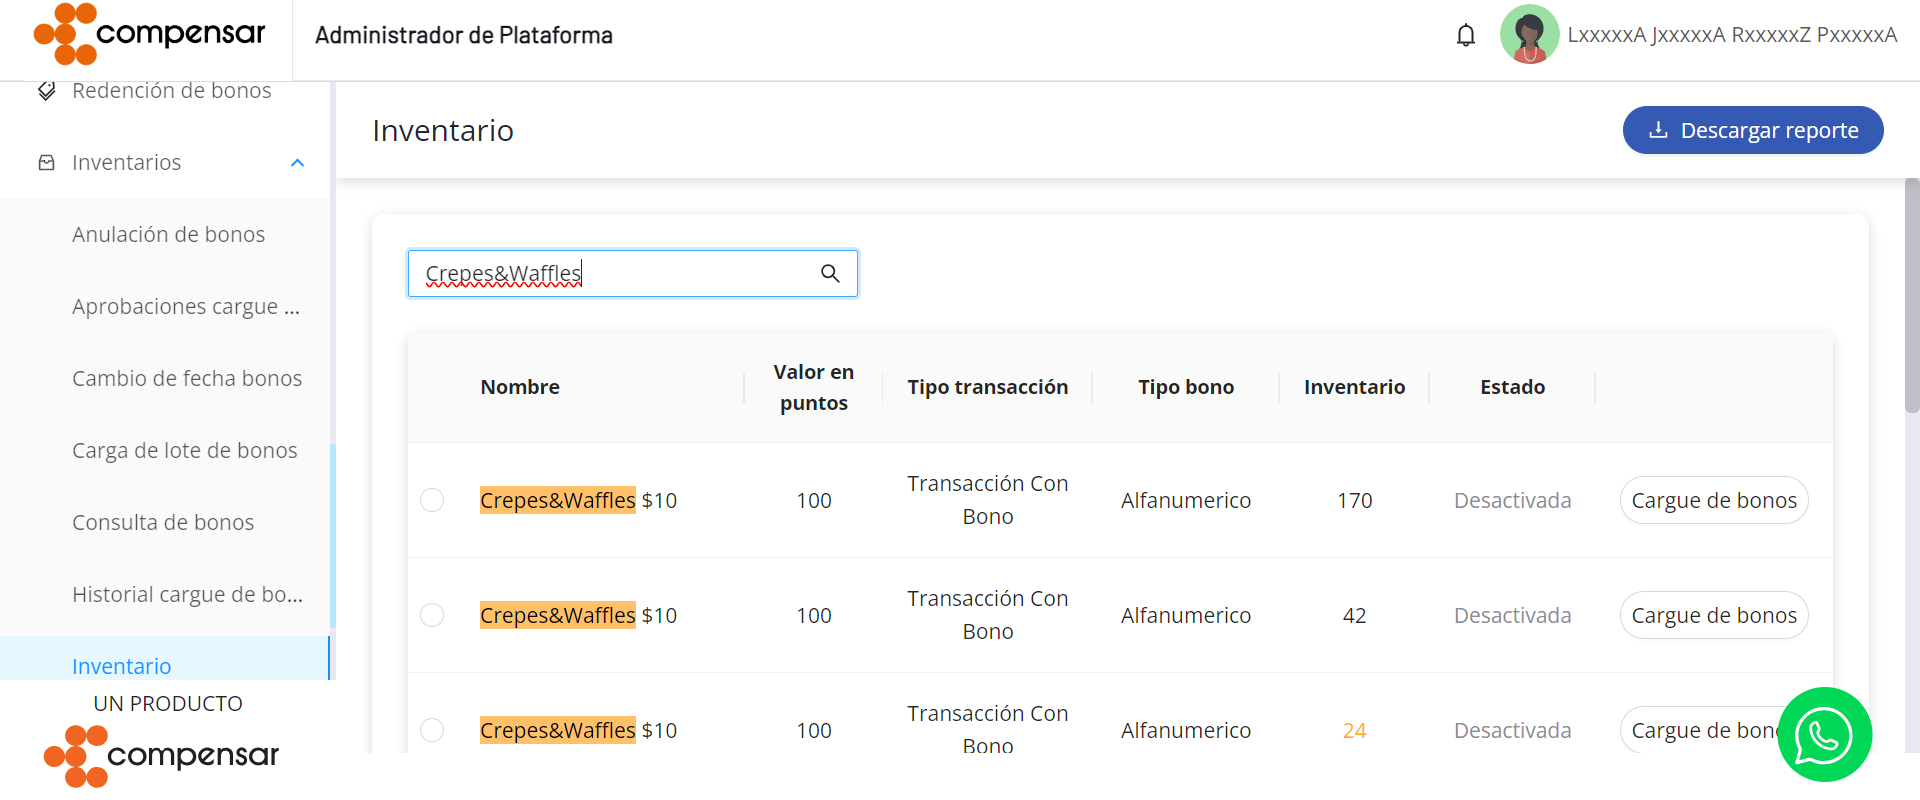 compensar
Administrador de Plataforma
LxxxxxA JxxxxxA RxxxxxZ PxxxxxA
Redención de bonos
Inventarios
Anulación de bonos
Aprobaciones cargue ...
Cambio de fecha bonos
Carga de lote de bonos
Consulta de bonos
Historial cargue de bo...
Inventario
UN PRODUCTO
compensar
Inventario
Descargar reporte
Crepes&Waffles
Nombre
Valor en
puntos
Tipo transacción
Tipo bono
Inventario
Estado
Crepes&Waffles $10
100
Transacción Con
Bono
Alfanumerico
170
Desactivada
Cargue de bonos
Crepes&Waffles $10
100
Transacción Con
Bono
Alfanumerico
42
Desactivada
Cargue de bonos
Crepes&Waffles $10
100
Transacción Con
Bono
Alfanumerico
24
Desactivada
Cargue de bon